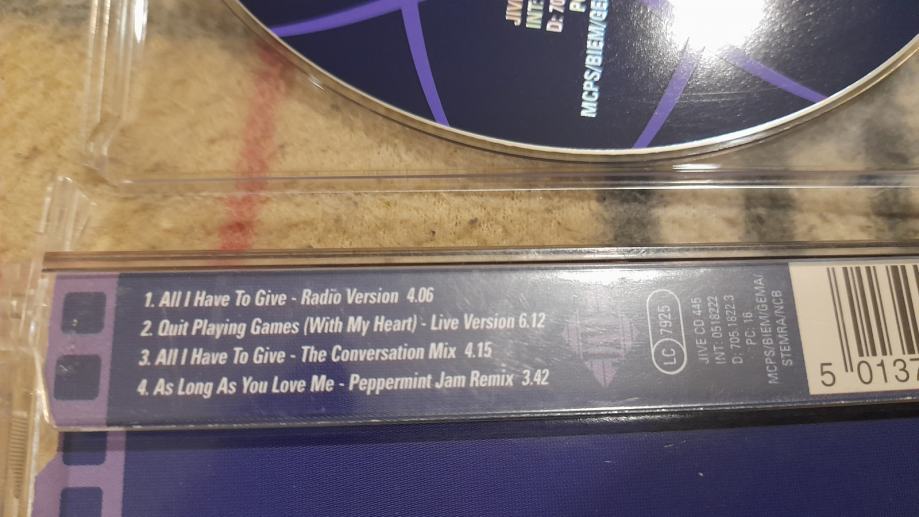 JIV
INT:
D: 70
MCPS/BIEM/GE
1. All I Have To Give - Radio Version 4.06
2. Quit Playing Games (With My Heart) - Live Version 6.12
3. All I Have To Give - The Conversation Mix 4.15
4. As Long As You Love Me - Peppermint Jam Remix 3.42
JIVE
LC 7925
JIVE CD 445
INT: 0518222
D: 705.1822.3
PC: 16
MCPS/BIEM/GEMA/
STEMRA/NCB
5 0137